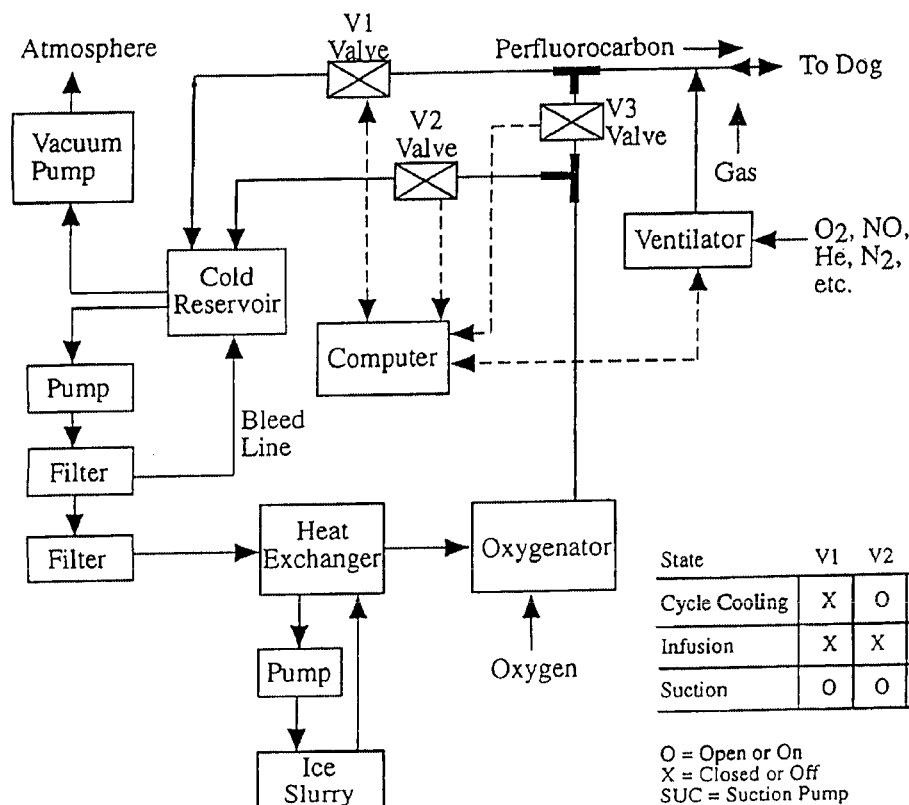 V1
Valve
Atmosphere
Perfluorocarbon
To Dog
Vacuum
Pump
V2
Valve
V3
Valve
Gas
Cold
Reservoir
Ventilator
O2, NO,
He, N2,
etc.
Computer
Pump
Bleed
Line
Filter
Filter
Heat
Exchanger
Oxygenator
Oxygen
Pump
Ice
Slurry
State V1 V2
Cycle Cooling X O
Infusion X X
Suction O O
O = Open or On
X = Closed or Off
SUC = Suction Pump